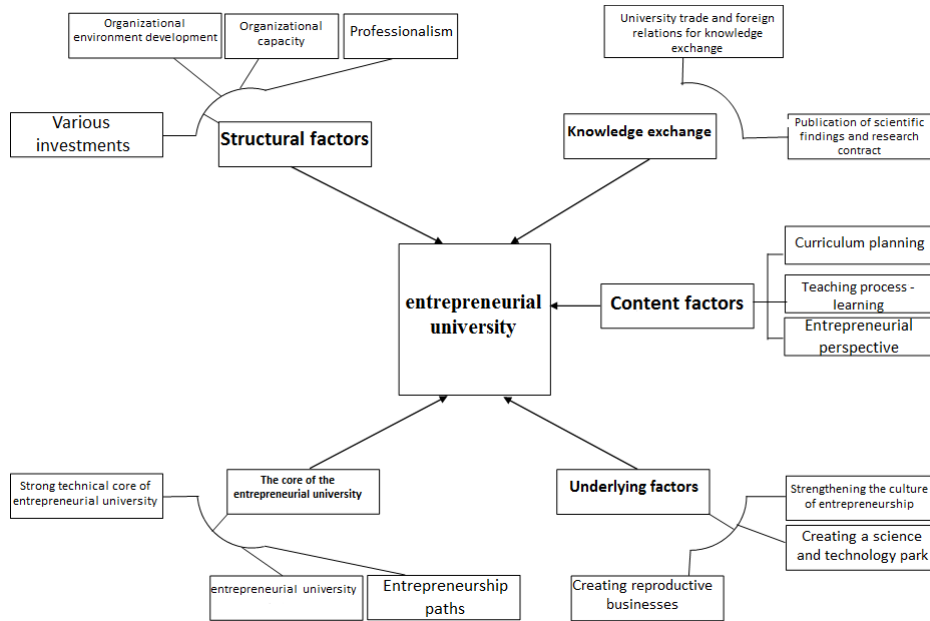 Organizational
environment development
Organizational
capacity
Professionalism
University trade and foreign
relations for knowledge
exchange
Various
investments
Structural factors
Knowledge exchange
Publication of scientific
findings and research
contract
entrepreneurial
university
Content factors
Curriculum planning
Teaching process -
learning
Entrepreneurial
perspective
Strong technical core of
entrepreneurial university
The core of the
entrepreneurial university
Underlying factors
Strengthening the culture
of entrepreneurship
Creating a science
and technology park
entrepreneurial university
Entrepreneurship
paths
Creating reproductive
businesses